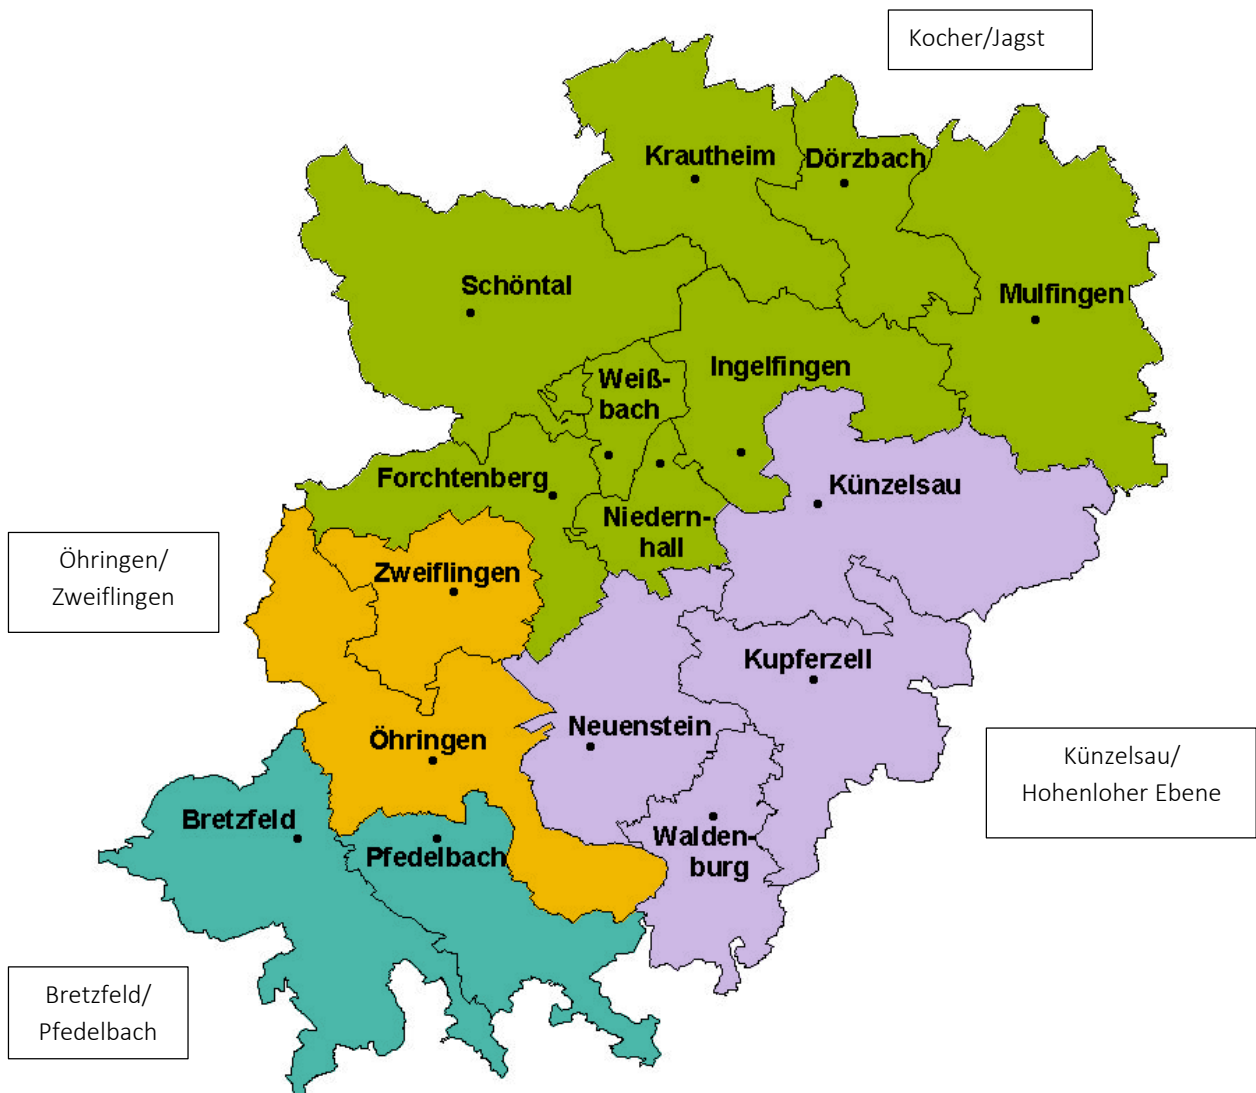 Kocher/Jagst
Krautheim
Dörzbach
Schöntal
Mulfingen
Weiß-
bach
Ingelfingen
Forchtenberg
Künzelsau
Niedern-
hall
Öhringen/
Zweiflingen
Zweiflingen
Kupferzell
Neuenstein
Öhringen
Künzelsau/
Hohenloher Ebene
Bretzfeld
Pfedelbach
Walden-
burg
Bretzfeld/
Pfedelbach